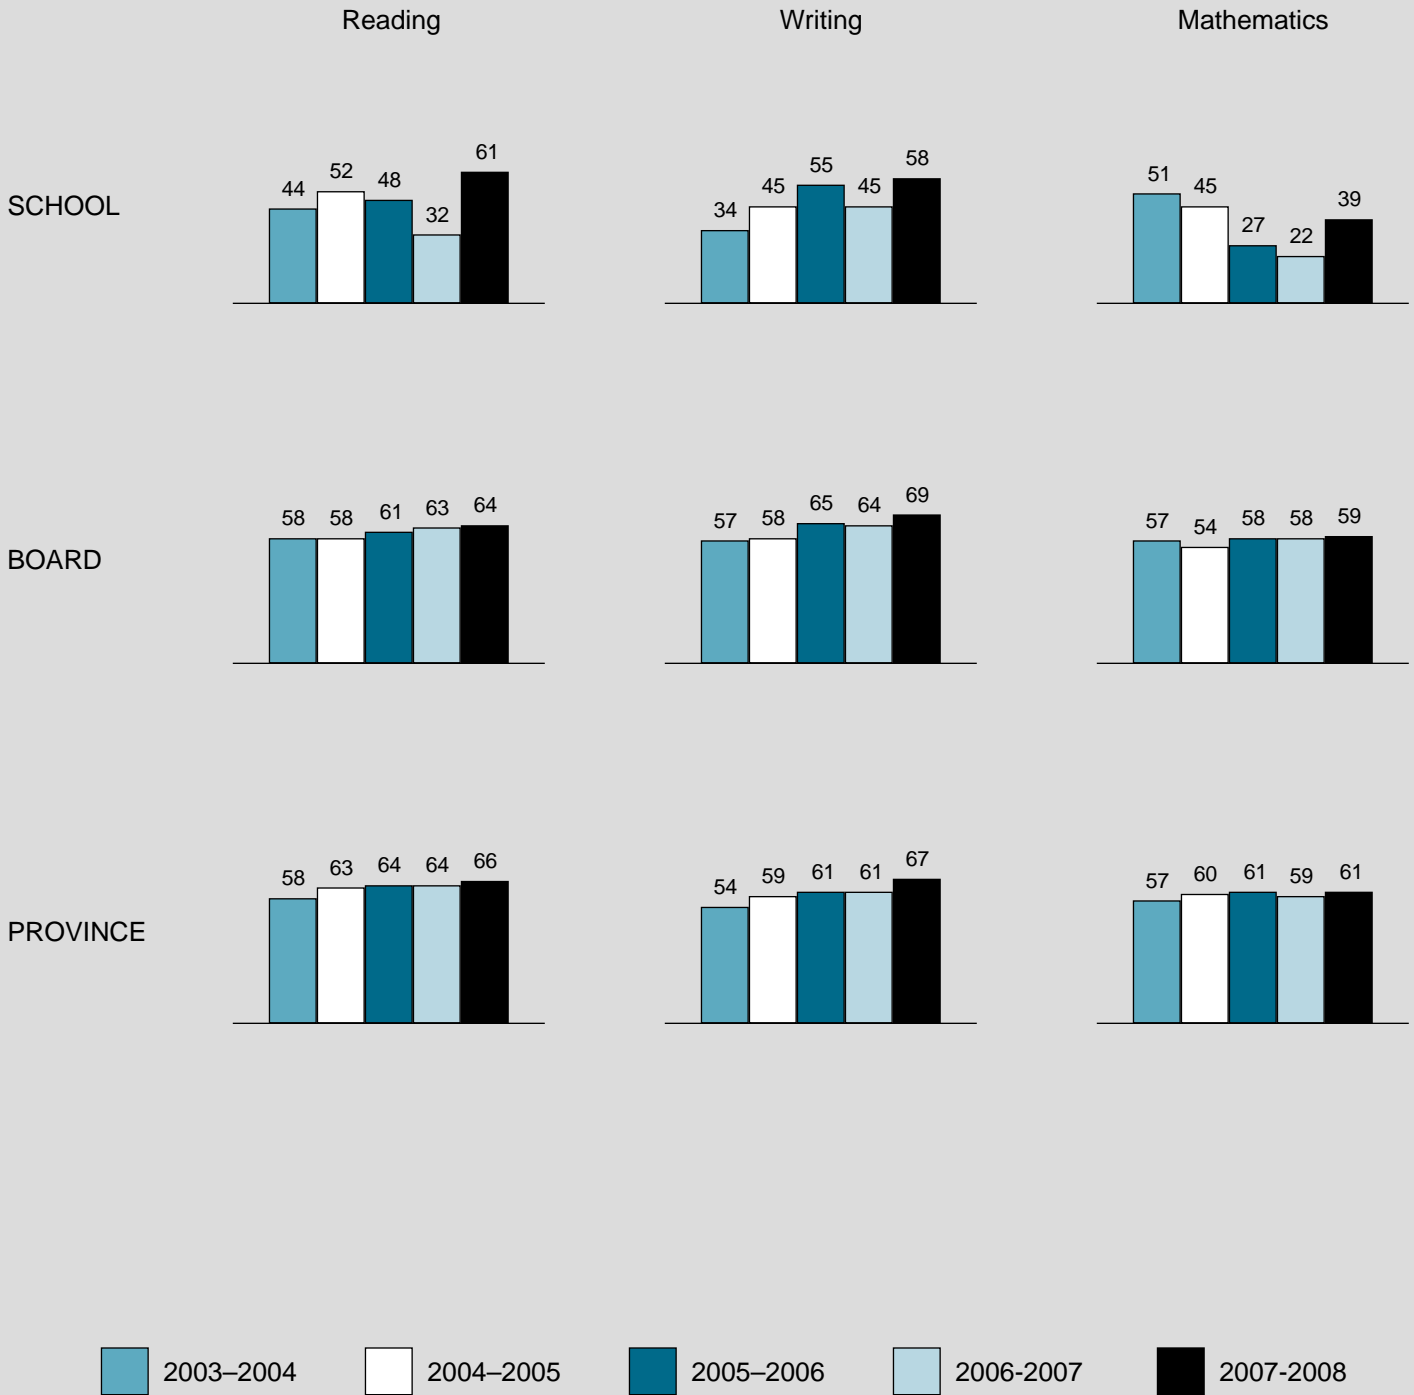 Reading Writing Mathematics
SCHOOL
44 52 48 32 61
34 45 55 45 58
51 45 27 22 39
BOARD
58 58 61 63 64
57 58 65 64 69
57 54 58 58 59
PROVINCE
58 63 64 64 66
54 59 61 61 67
57 60 61 59 61
2003–2004 2004–2005 2005–2006 2006-2007 2007-2008